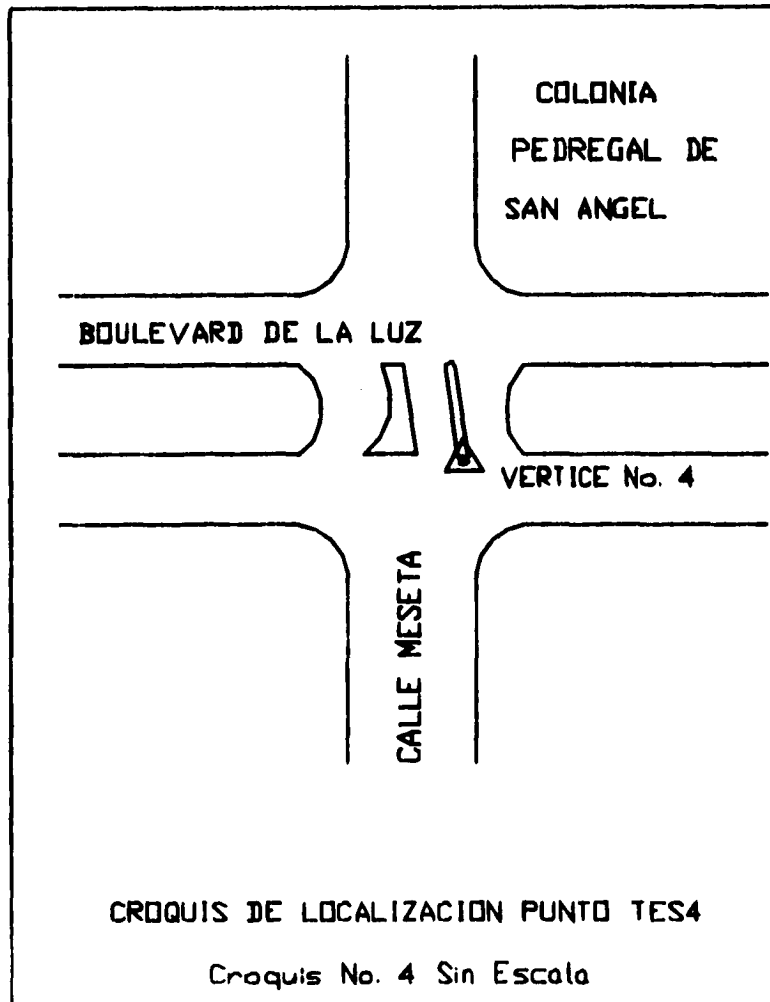 COLONIA
PEDREGAL DE
SAN ANGEL
BOULEVARD DE LA LUZ
VERTICE No. 4
CALLE MESETA
CROQUIS DE LOCALIZACION PUNTO TES4
Croquis No. 4 Sin Escala